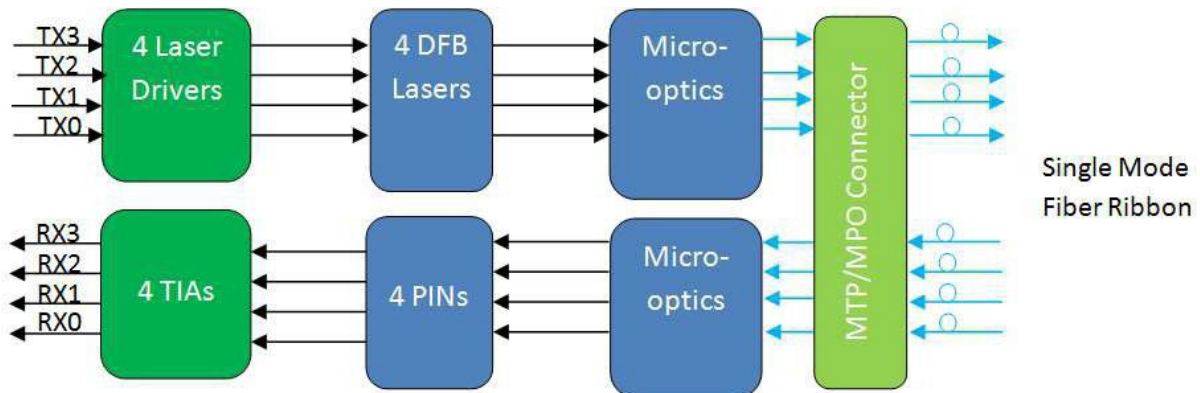 TX3
TX2
TX1
TX0
4 Laser
Drivers
4 DFB
Lasers
Micro-
optics
MTP/MPO Connector
Single Mode
Fiber Ribbon
RX3
RX2
RX1
RX0
4 TIAs
4 PINs
Micro-
optics